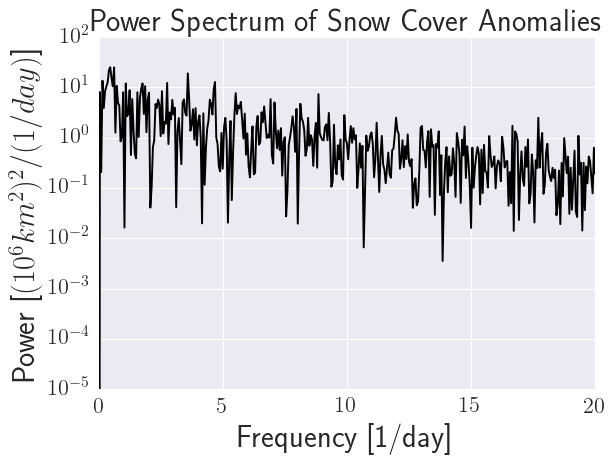 Power Spectrum of Snow Cover Anomalies
Power [(10^6 km^2)^2/(1/day)]
10^2
10^1
10^0
10^-1
10^-2
10^-3
10^-4
10^-5
0 5 10 15 20
Frequency [1/day]